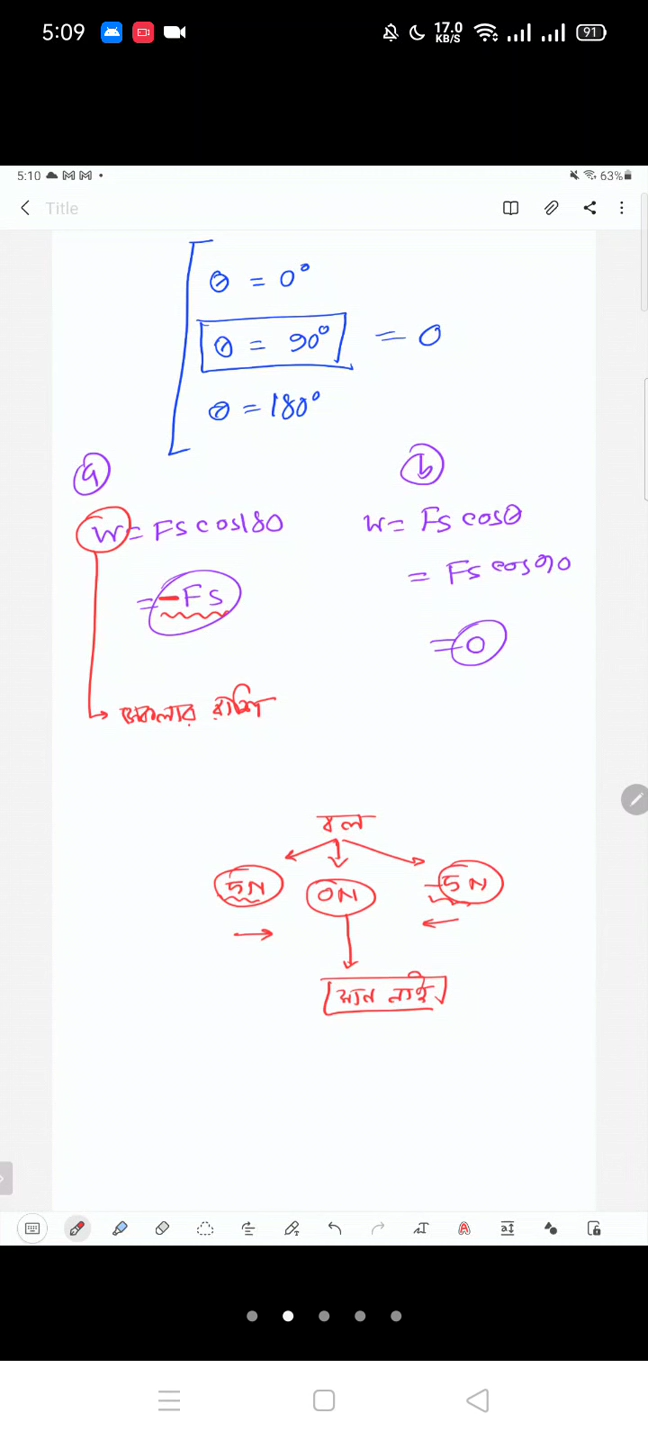 5:09
17.0 KB/S
91
5:10
63%
Title
θ = 0°
θ = 90° = 0
θ = 180°
a
b
W = Fs cos180
W = Fs cosθ
= -Fs
= Fs cos90
= 0
স্কেলার রাশি
বল
5N
0N
-5N
মান নাই